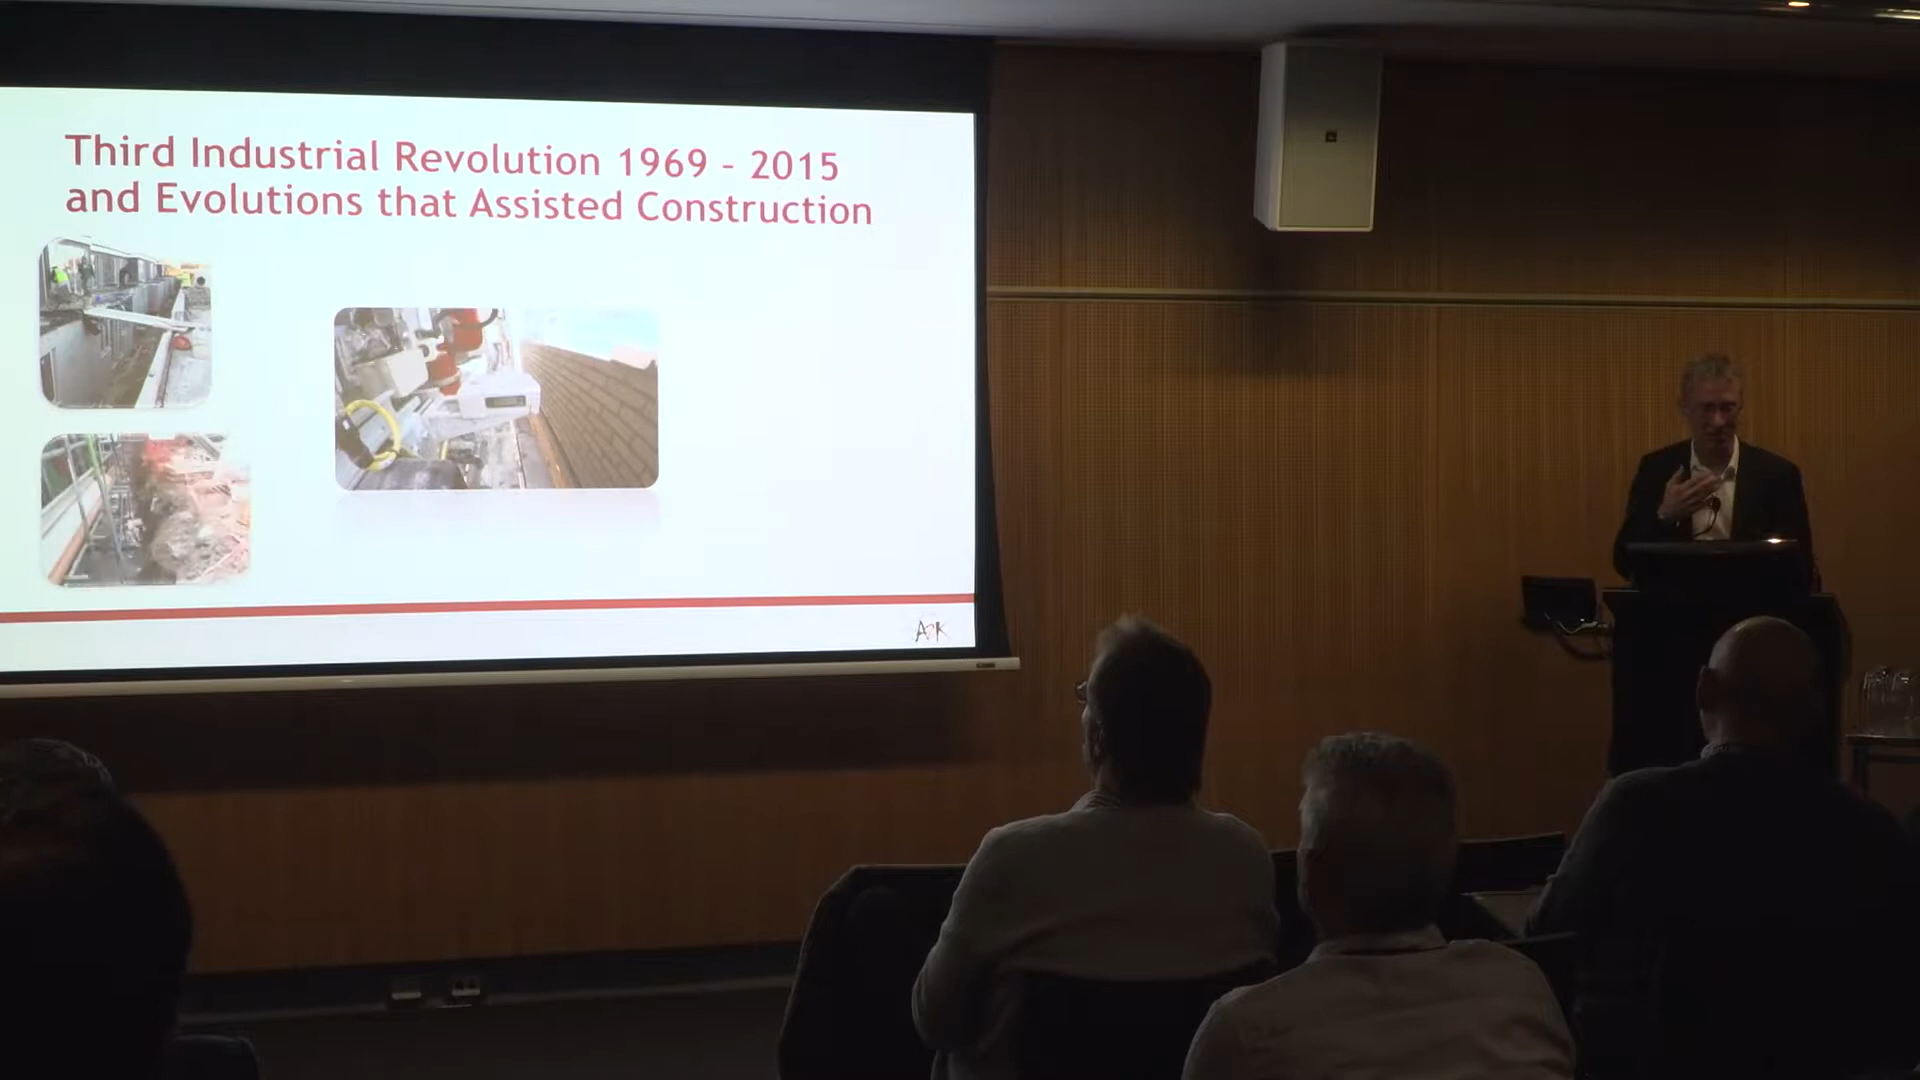 Third Industrial Revolution 1969 – 2015
and Evolutions that Assisted Construction